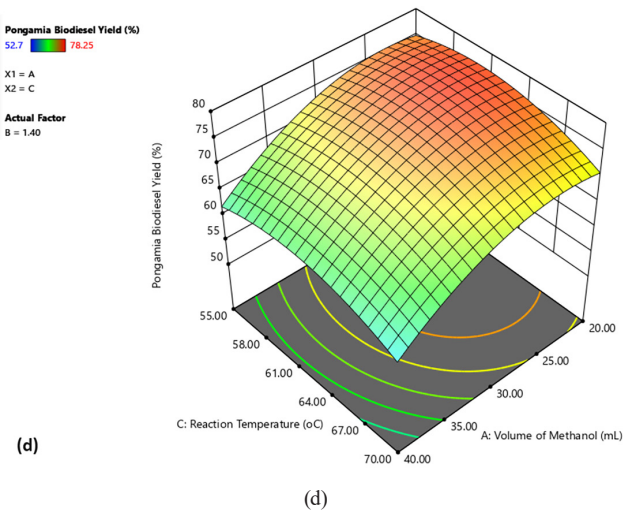 Pongamia Biodiesel Yield (%)
52.7 78.25
X1 = A
X2 = C
Actual Factor
B = 1.40
Pongamia Biodiesel Yield (%)
80
75
70
65
60
55
50
55.00
58.00
61.00
64.00
67.00
70.00
C: Reaction Temperature (oC)
40.00
35.00
30.00
25.00
20.00
A: Volume of Methanol (mL)
(d)
(d)